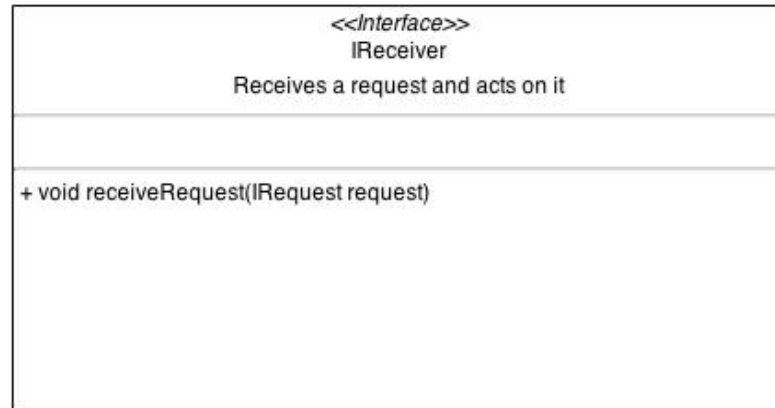 <<Interface>>
IReceiver
Receives a request and acts on it
+ void receiveRequest(IRequest request)